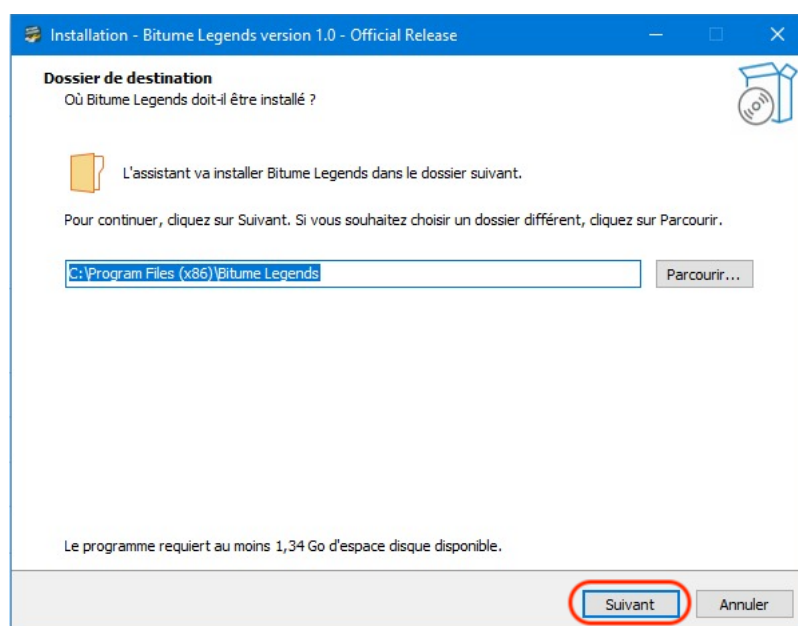 Installation - Bitume Legends version 1.0 - Official Release
Dossier de destination
Où Bitume Legends doit-il être installé ?
L'assistant va installer Bitume Legends dans le dossier suivant.
Pour continuer, cliquez sur Suivant. Si vous souhaitez choisir un dossier différent, cliquez sur Parcourir.
C:\Program Files (x86)\Bitume Legends
Parcourir...
Le programme requiert au moins 1,34 Go d'espace disque disponible.
Suivant
Annuler